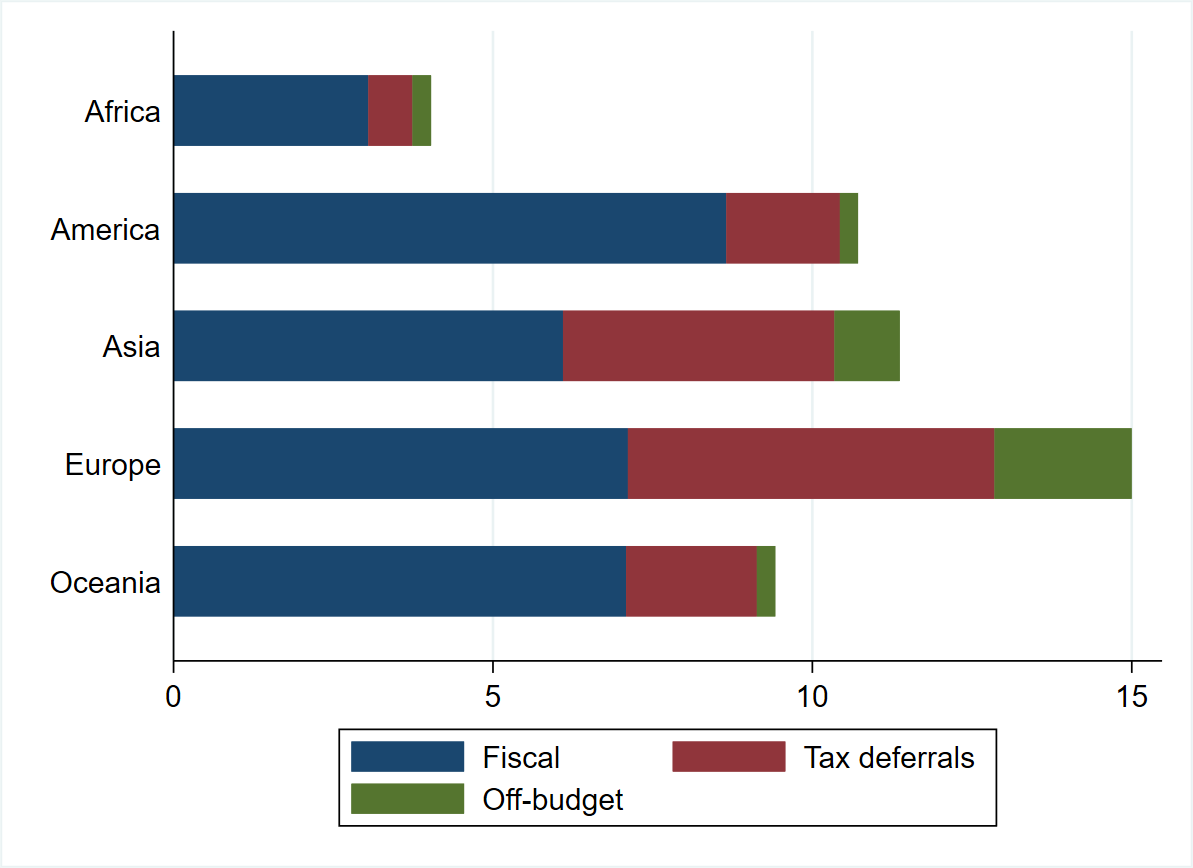 Africa
America
Asia
Europe
Oceania
0 5 10 15
Fiscal Tax deferrals
Off-budget